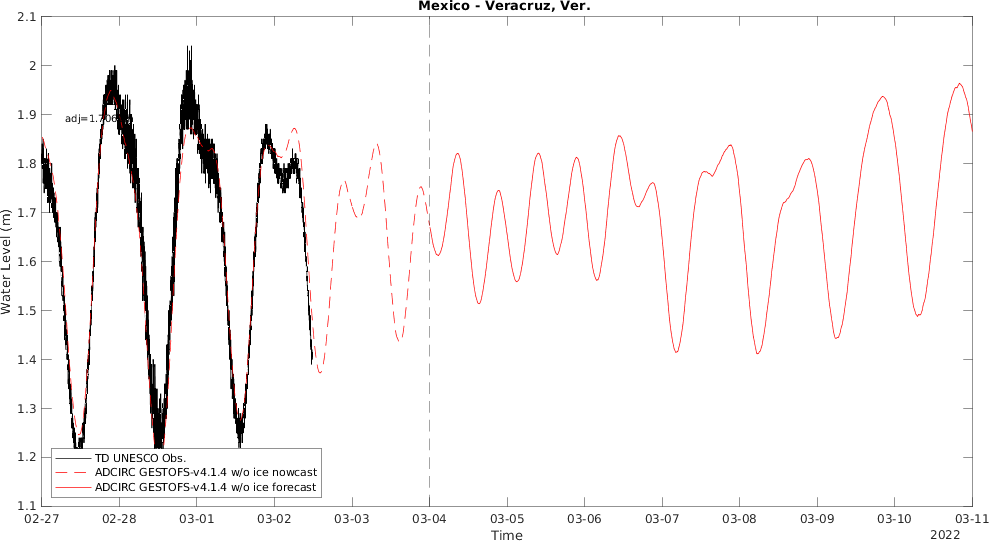 Mexico - Veracruz, Ver.
2.1
2
1.9
1.8
1.7
1.6
1.5
1.4
1.3
1.2
1.1
Water Level (m)
TD UNESCO Obs.
ADCIRC GESTOFS-v4.1.4 w/o ice nowcast
ADCIRC GESTOFS-v4.1.4 w/o ice forecast
02-27 02-28 03-01 03-02 03-03 03-04 03-05 03-06 03-07 03-08 03-09 03-10 03-11
Time
2022